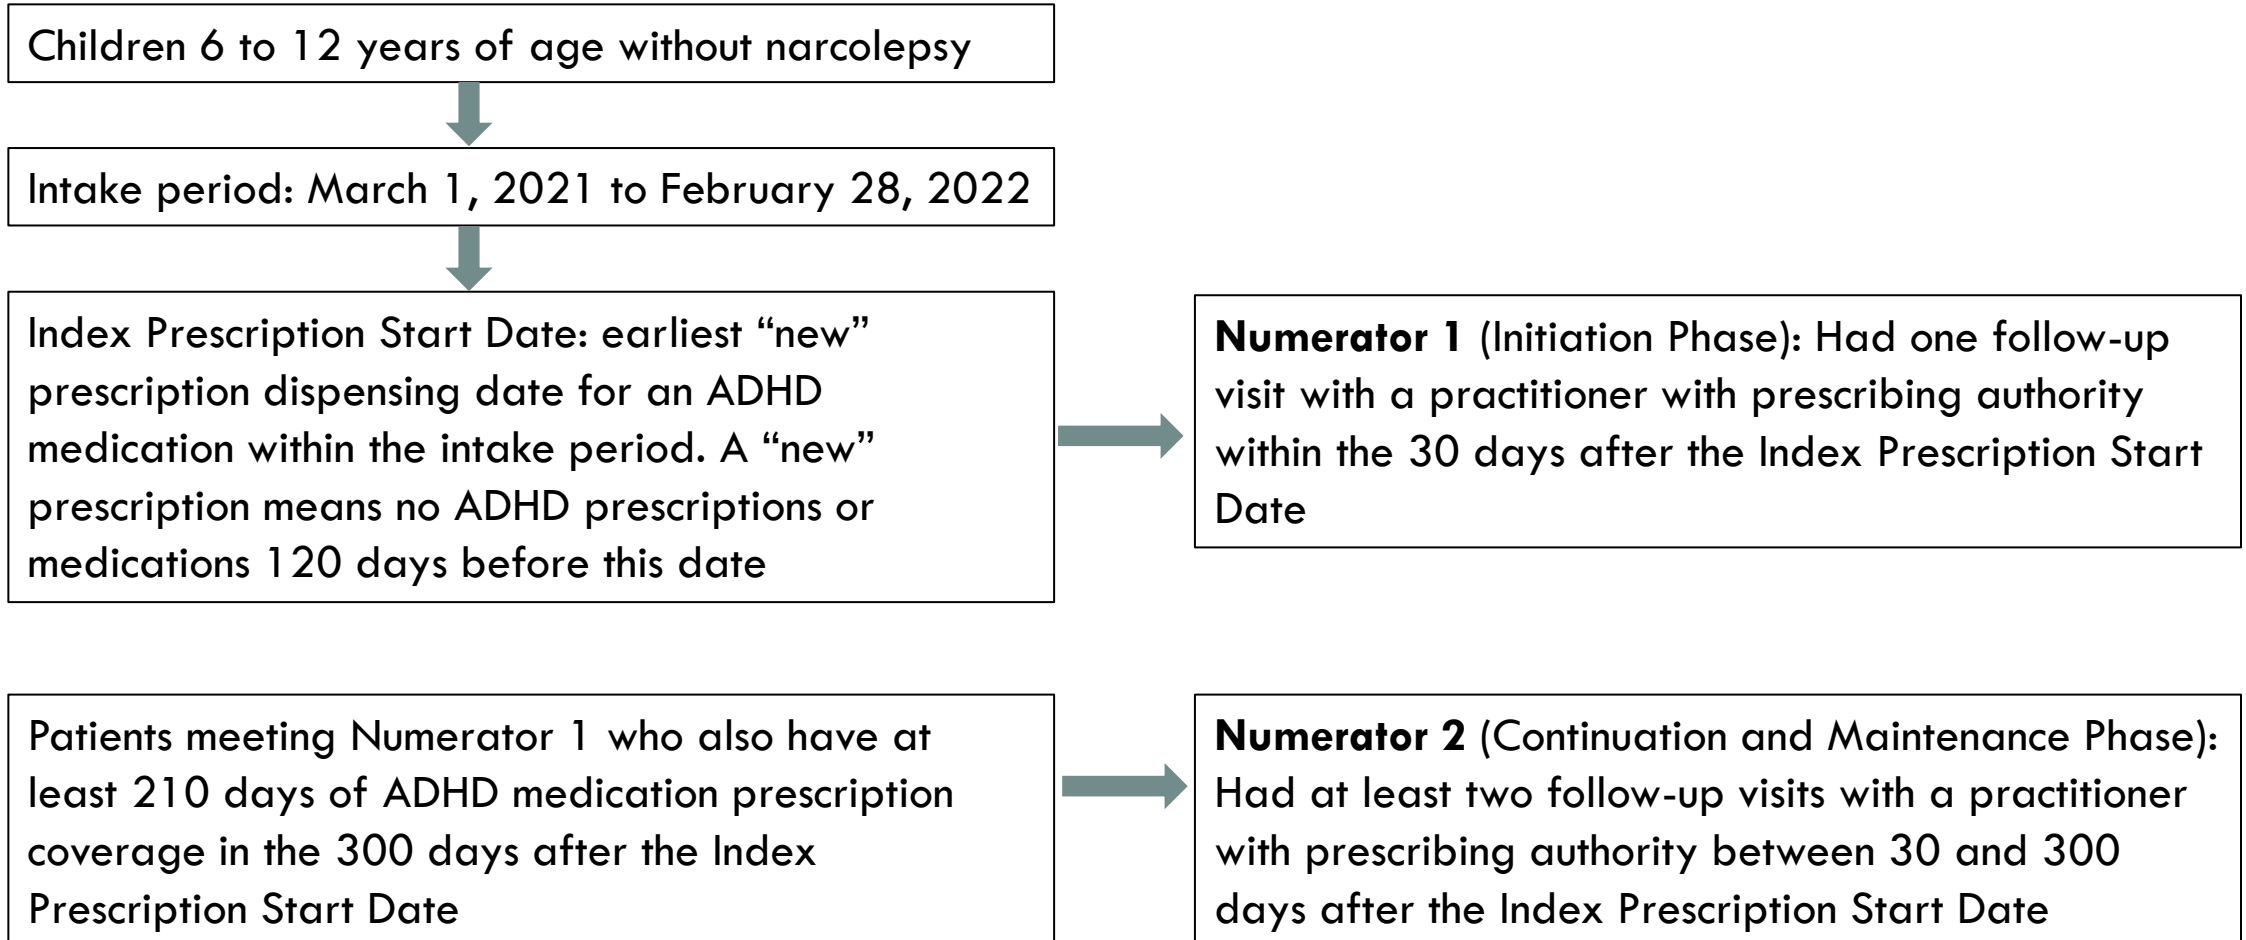 Children 6 to 12 years of age without narcolepsy
Intake period: March 1, 2021 to February 28, 2022
Index Prescription Start Date: earliest “new”
prescription dispensing date for an ADHD
medication within the intake period. A “new”
prescription means no ADHD prescriptions or
medications 120 days before this date
Numerator 1 (Initiation Phase): Had one follow-up
visit with a practitioner with prescribing authority
within the 30 days after the Index Prescription Start
Date
Patients meeting Numerator 1 who also have at
least 210 days of ADHD medication prescription
coverage in the 300 days after the Index
Prescription Start Date
Numerator 2 (Continuation and Maintenance Phase):
Had at least two follow-up visits with a practitioner
with prescribing authority between 30 and 300
days after the Index Prescription Start Date